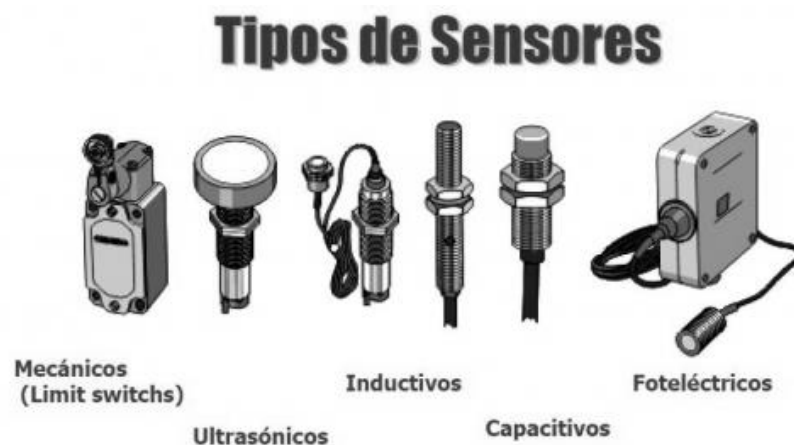 Tipos de Sensores
Mecánicos
(Limit switchs)
Ultrasónicos
Inductivos
Capacitivos
Foteléctricos